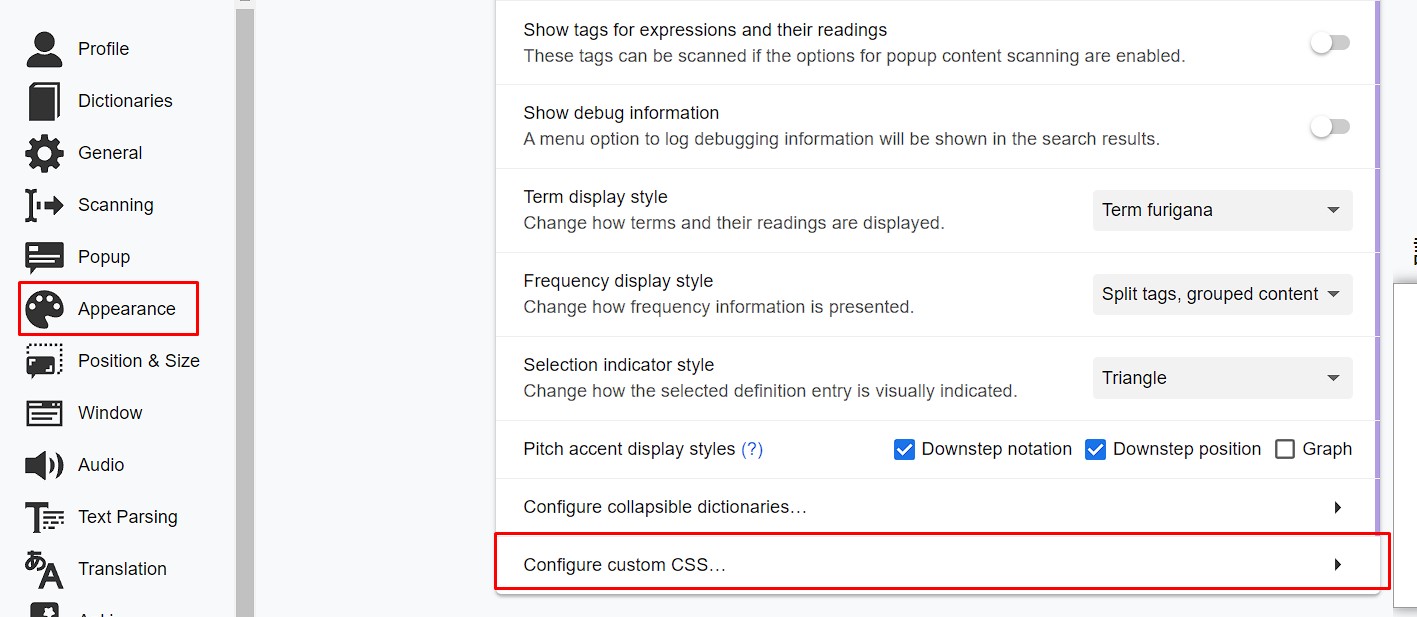 Profile
Dictionaries
General
Scanning
Popup
Appearance
Position & Size
Window
Audio
Text Parsing
Translation
Show tags for expressions and their readings
These tags can be scanned if the options for popup content scanning are enabled.
Show debug information
A menu option to log debugging information will be shown in the search results.
Term display style
Change how terms and their readings are displayed.
Term furigana
Frequency display style
Change how frequency information is presented.
Split tags, grouped content
Selection indicator style
Change how the selected definition entry is visually indicated.
Triangle
Pitch accent display styles (?)
Downstep notation
Downstep position
Graph
Configure collapsible dictionaries…
Configure custom CSS…